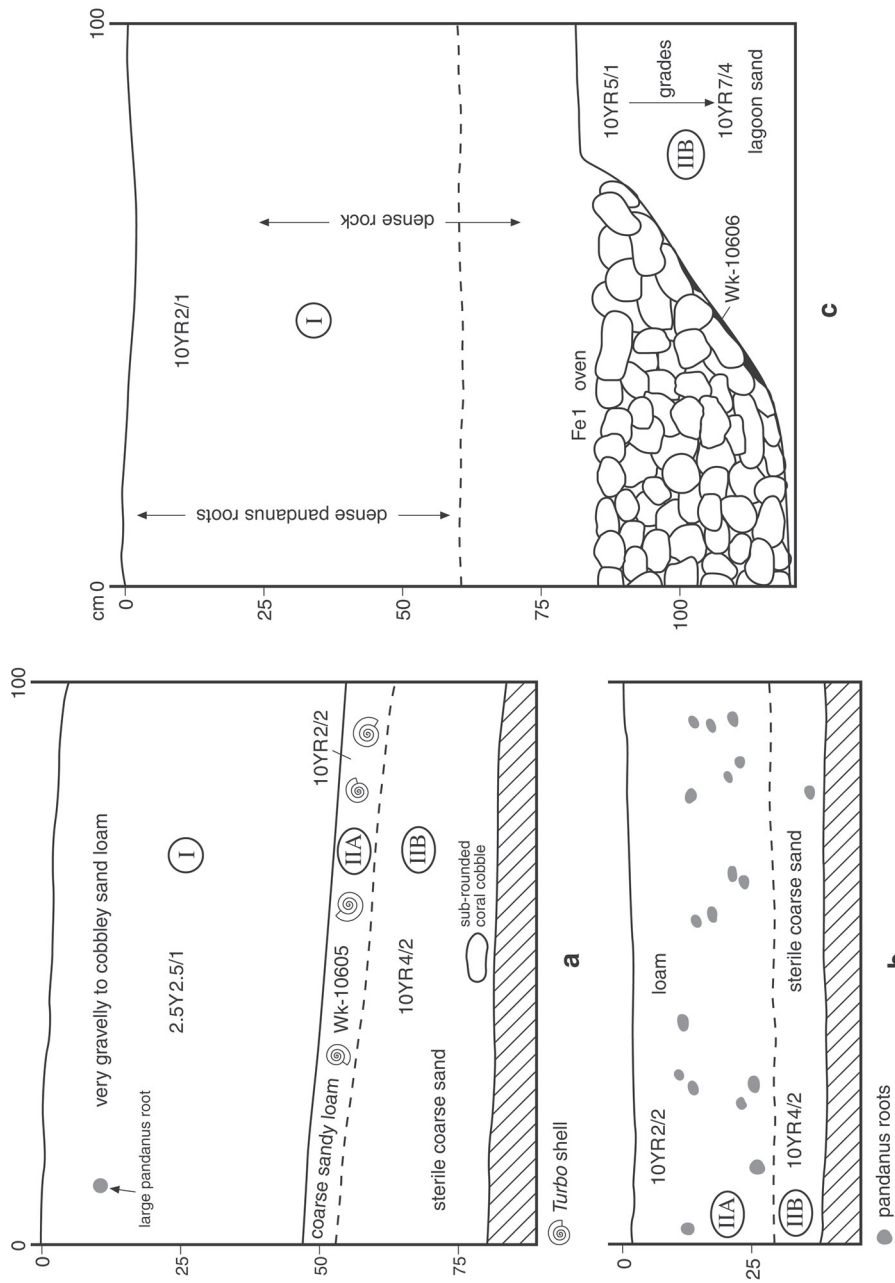 0
100
0
25
50
75
large pandanus root
very gravelly to cobbley sand loam
2.5Y2.5/1
I
coarse sandy loam
Wk-10605
IIA
10YR2/2
sterile coarse sand
10YR4/2
IIB
sub-rounded
coral cobble
Turbo shell
a
0
25
10YR2/2
loam
IIA
IIB
10YR4/2
sterile coarse sand
pandanus roots
b
cm 0
100
0
25
50
75
100
10YR2/1
I
dense pandanus roots
dense rock
Fe1 oven
10YR5/1
grades
10YR7/4
lagoon sand
IIB
Wk-10606
c